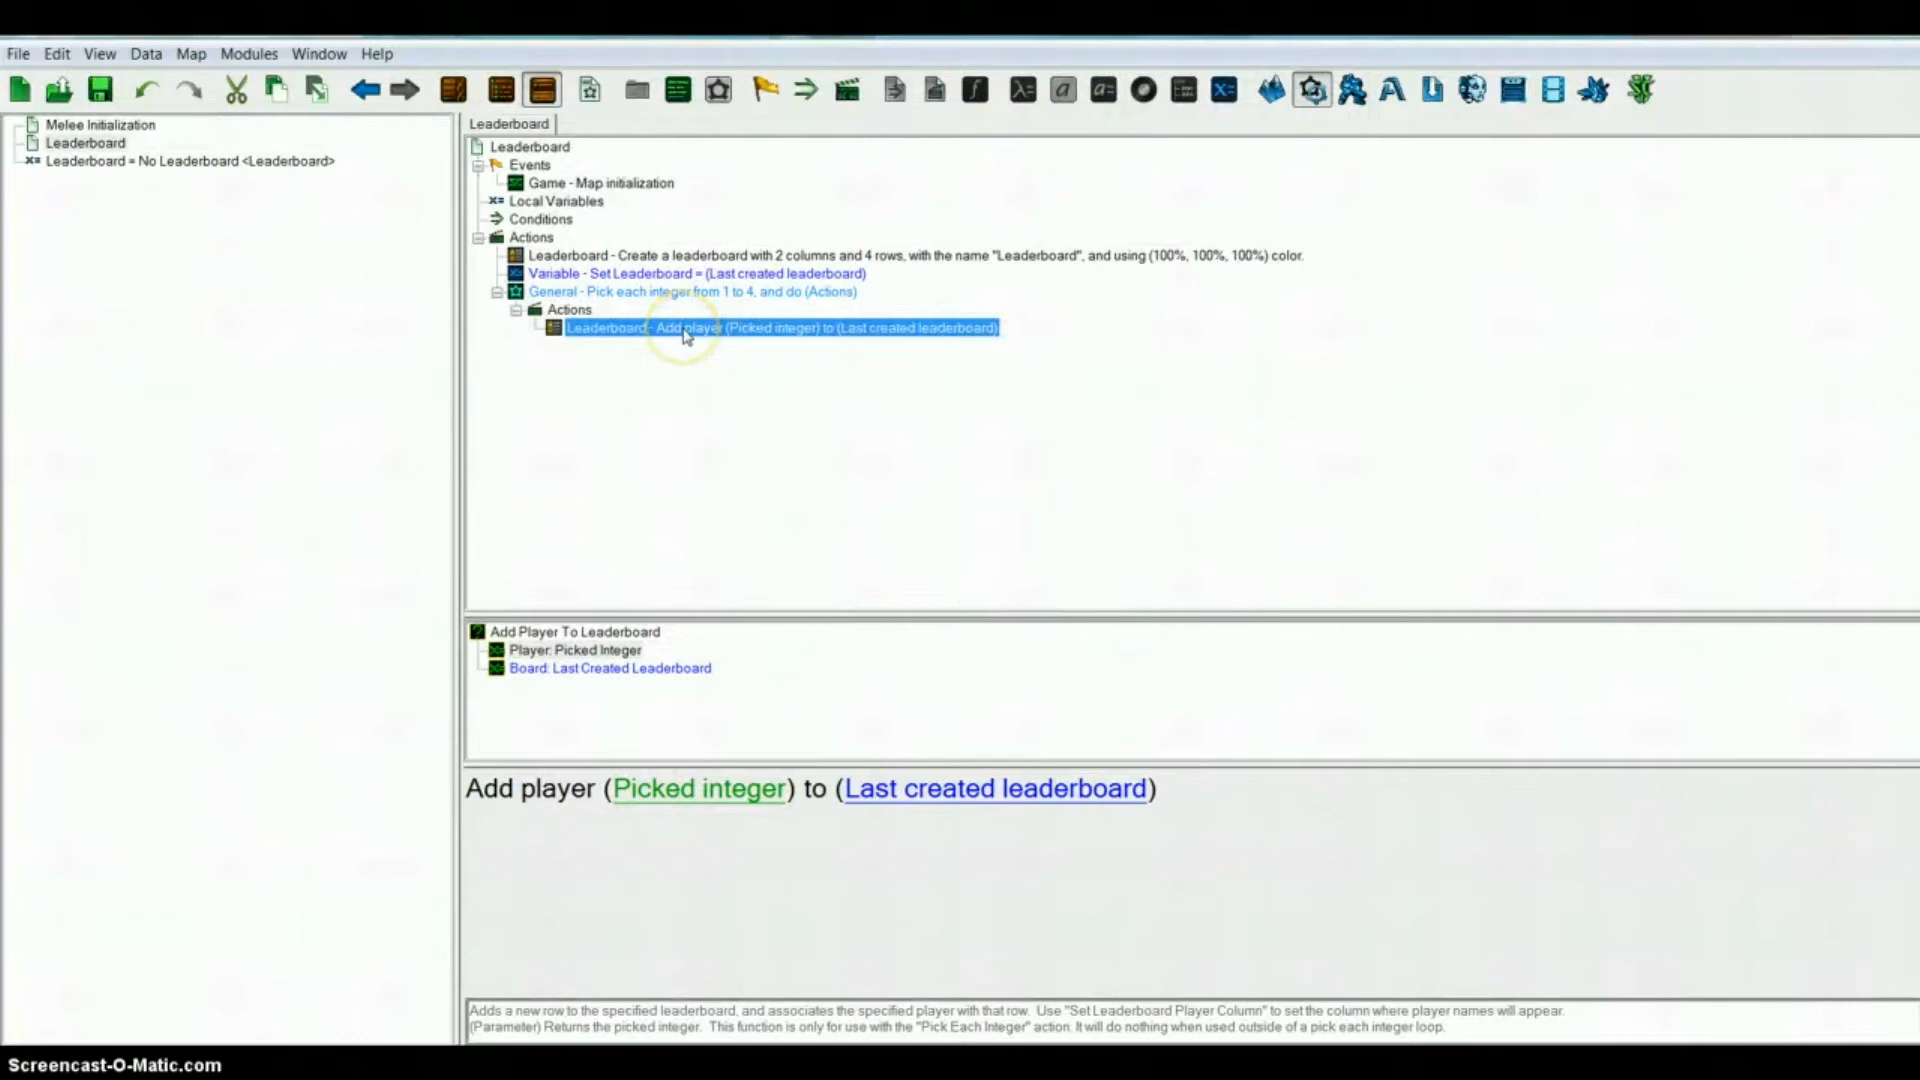 File Edit View Data Map Modules Window Help
Melee Initialization
Leaderboard
Leaderboard = No Leaderboard <Leaderboard>
Leaderboard
Leaderboard
Events
Game - Map initialization
Local Variables
Conditions
Actions
Leaderboard - Create a leaderboard with 2 columns and 4 rows, with the name "Leaderboard", and using (100%, 100%, 100%) color.
Variable - Set Leaderboard = (Last created leaderboard)
General - Pick each integer from 1 to 4, and do (Actions)
Actions
Leaderboard - Add player (Picked integer) to (Last created leaderboard)
Add Player To Leaderboard
Player: Picked Integer
Board: Last Created Leaderboard
Add player (Picked integer) to (Last created leaderboard)
Adds a new row to the specified leaderboard, and associates the specified player with that row.  Use "Set Leaderboard Player Column" to set the column where player names will appear.
(Parameter) Returns the picked integer.  This function is only for use with the "Pick Each Integer" action. It will do nothing when used outside of a pick each integer loop.
Screencast-O-Matic.com